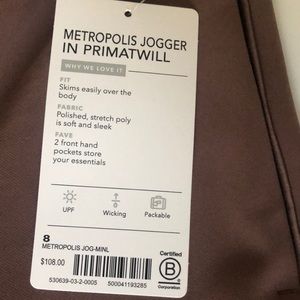 METROPOLIS JOGGER
IN PRIMATWILL
WHY WE LOVE IT
FIT
Skims easily over the
body
FABRIC
Polished, stretch poly
is soft and sleek
FAVE
2 front hand
pockets store
your essentials
UPF Wicking Packable
8
METROPOLIS JOG-MINL
$108.00
530639-03-2-0005 500041193285
Certified
B
Corporation